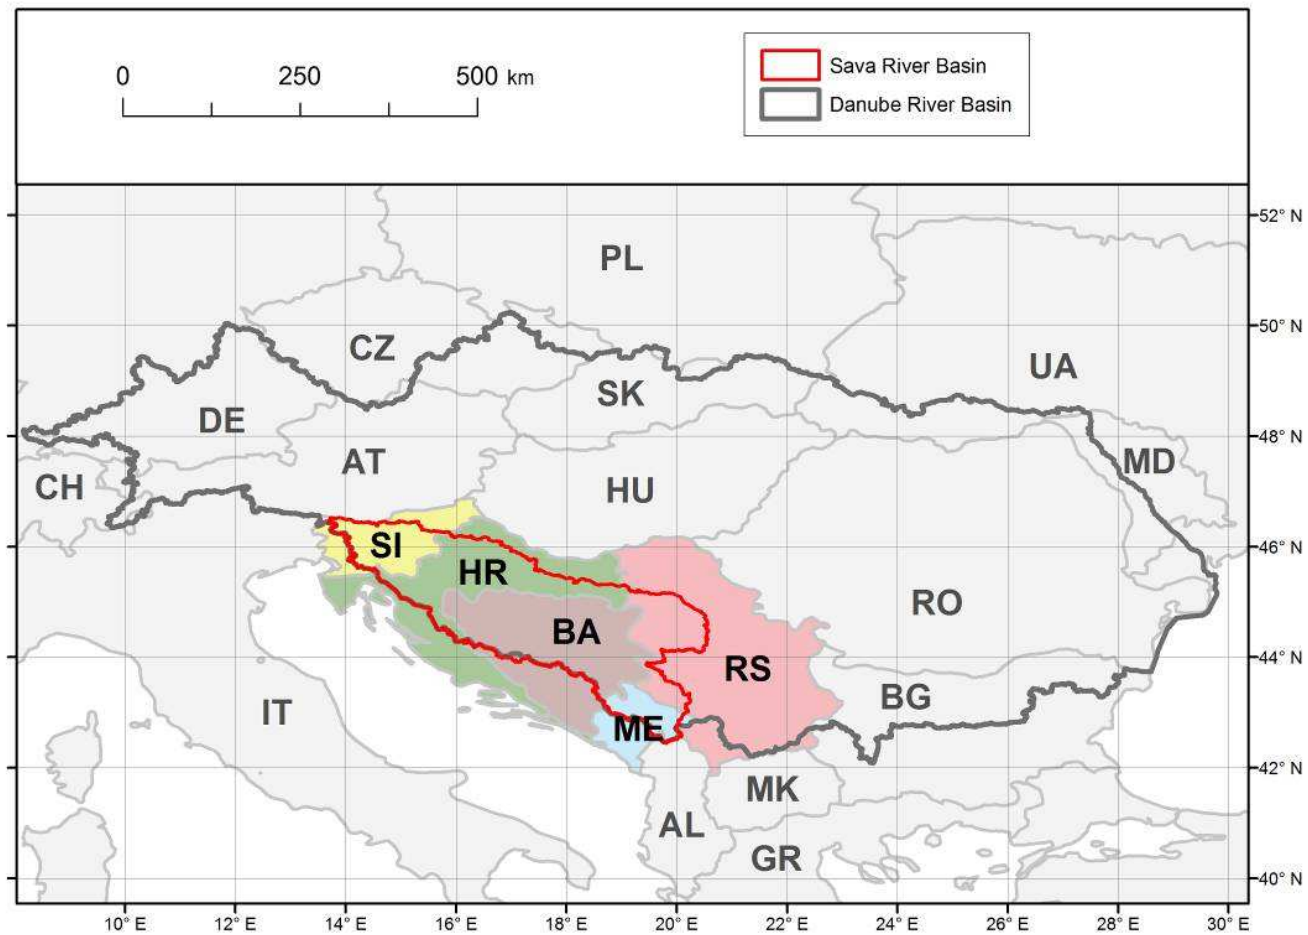 0 250 500 km
Sava River Basin
Danube River Basin
52° N
PL
50° N
CZ
UA
SK
DE
48° N
AT
MD
CH
HU
SI
46° N
HR
RO
BA
44° N
RS
BG
IT
ME
42° N
MK
AL
GR
40° N
10° E 12° E 14° E 16° E 18° E 20° E 22° E 24° E 26° E 28° E 30° E